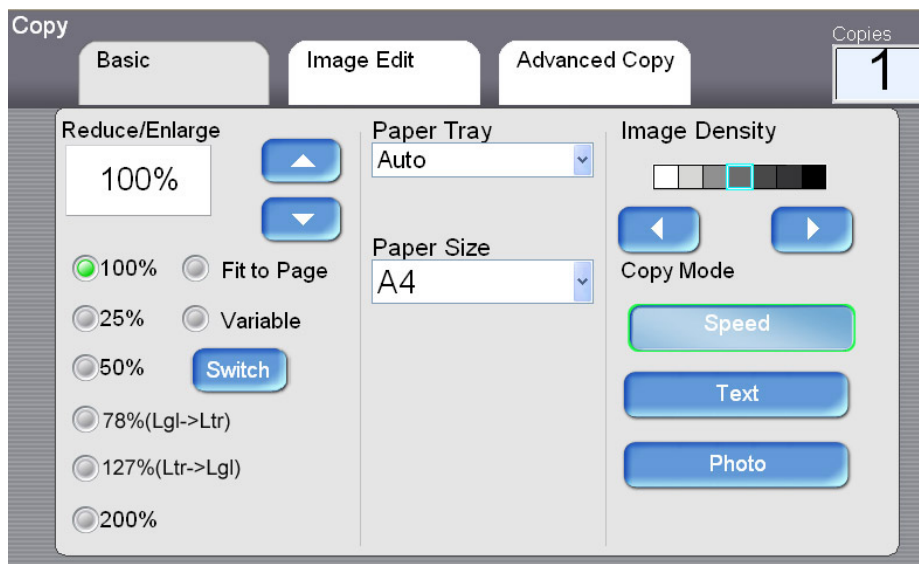 Copy
Copies
1
Basic
Image Edit
Advanced Copy
Reduce/Enlarge
100%
100%
Fit to Page
25%
Variable
50%
Switch
78%(Lgl->Ltr)
127%(Ltr->Lgl)
200%
Paper Tray
Auto
Paper Size
A4
Image Density
Copy Mode
Speed
Text
Photo